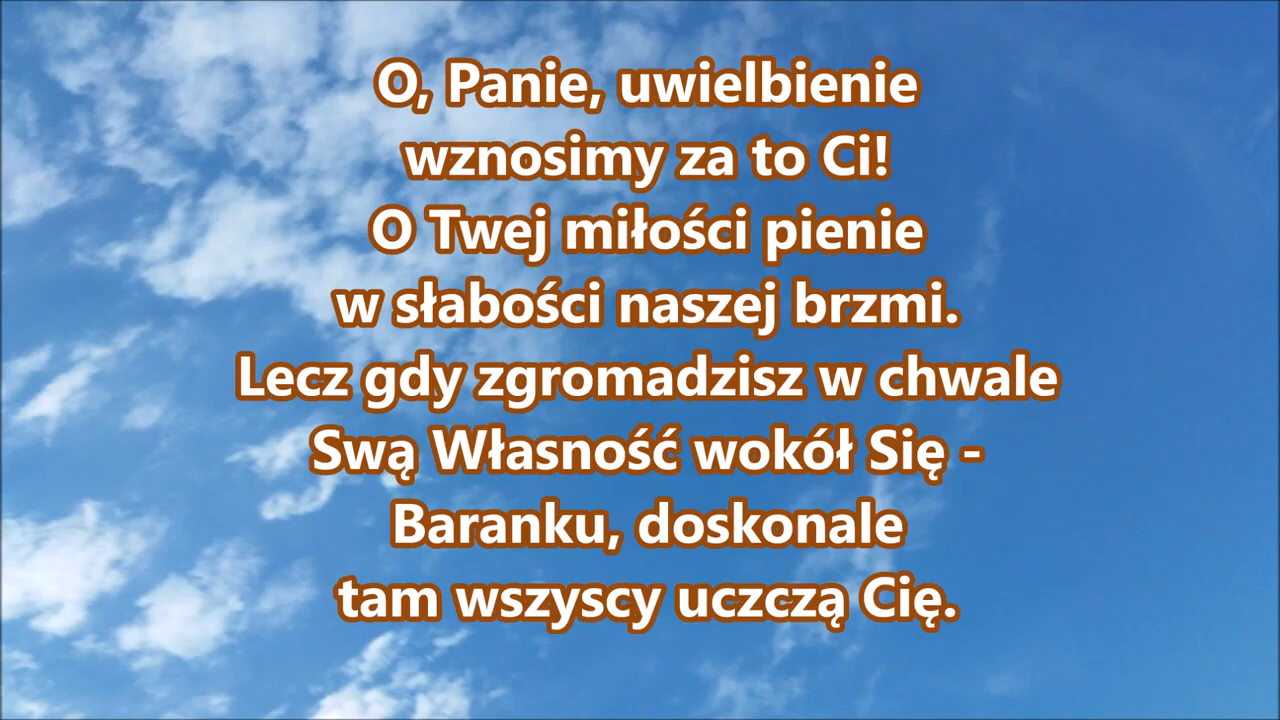 O, Panie, uwielbienie
wznosimy za to Ci!
O Twej miłości pienie
w słabości naszej brzmi.
Lecz gdy zgromadzisz w chwale
Swą Własność wokół Się -
Baranku, doskonale
tam wszyscy uczczą Cię.